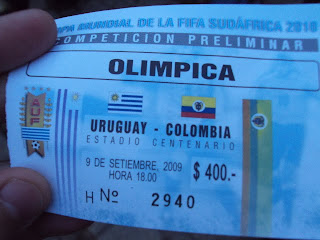 COPA MUNDIAL DE LA FIFA SUDÁFRICA 2010
COMPETICION PRELIMINAR
OLIMPICA
AUF
URUGUAY - COLOMBIA
ESTADIO CENTENARIO
9 DE SETIEMBRE, 2009
HORA 18.00
$ 400.-
H Nº 2940